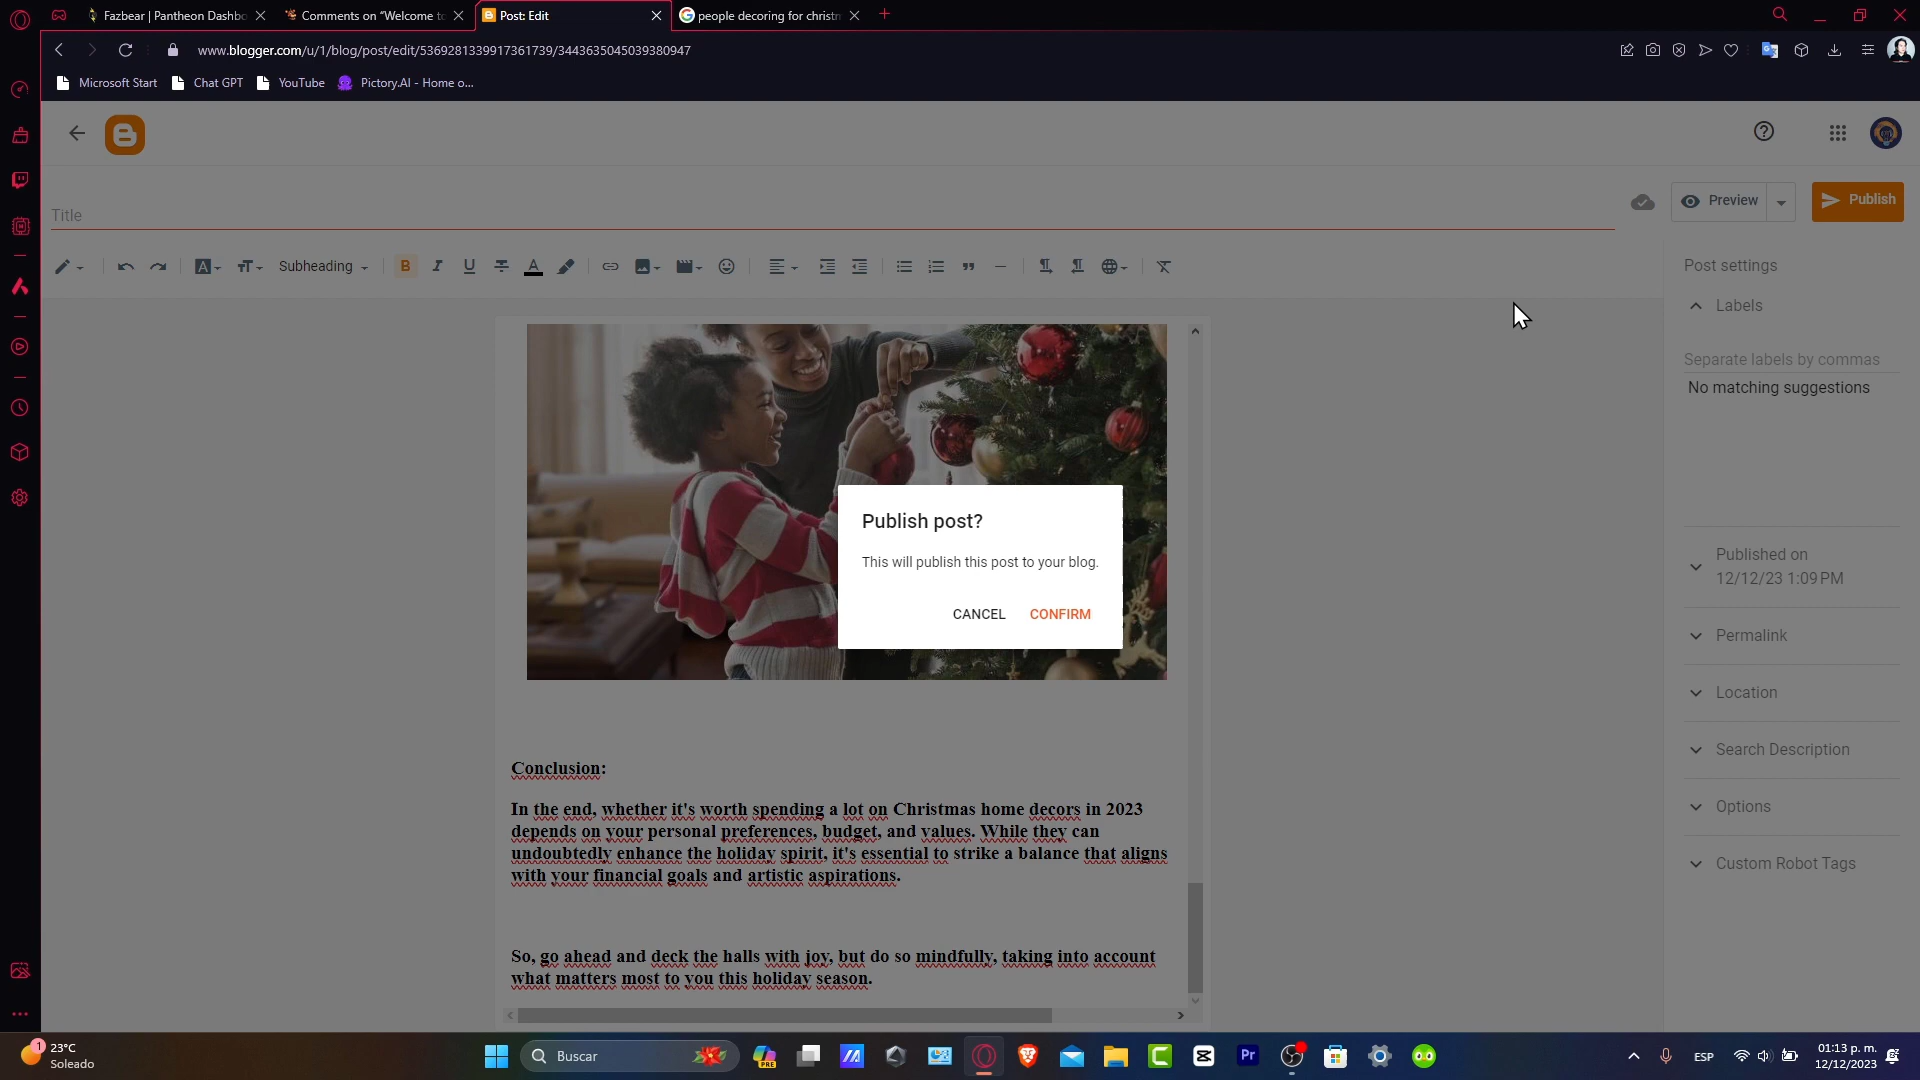 Fazbear | Pantheon Dashbo
Comments on “Welcome to
Post: Edit
people decoring for christm
www.blogger.com/u/1/blog/post/edit/5369281339917361739/3443635045039380947
Microsoft Start
Chat GPT
YouTube
Pictory.AI - Home o...
Title
Preview
Publish
Subheading
Post settings
Labels
Separate labels by commas
No matching suggestions
Published on
12/12/23 1:09 PM
Permalink
Location
Search Description
Options
Custom Robot Tags
Publish post?
This will publish this post to your blog.
CANCEL CONFIRM
Conclusion:
In the end, whether it's worth spending a lot on Christmas home decors in 2023
depends on your personal preferences, budget, and values. While they can
undoubtedly enhance the holiday spirit, it's essential to strike a balance that aligns
with your financial goals and artistic aspirations.
So, go ahead and deck the halls with joy, but do so mindfully, taking into account
what matters most to you this holiday season.
1
23°C
Soleado
Buscar
PRE
Pr
ESP
01:13 p. m.
12/12/2023